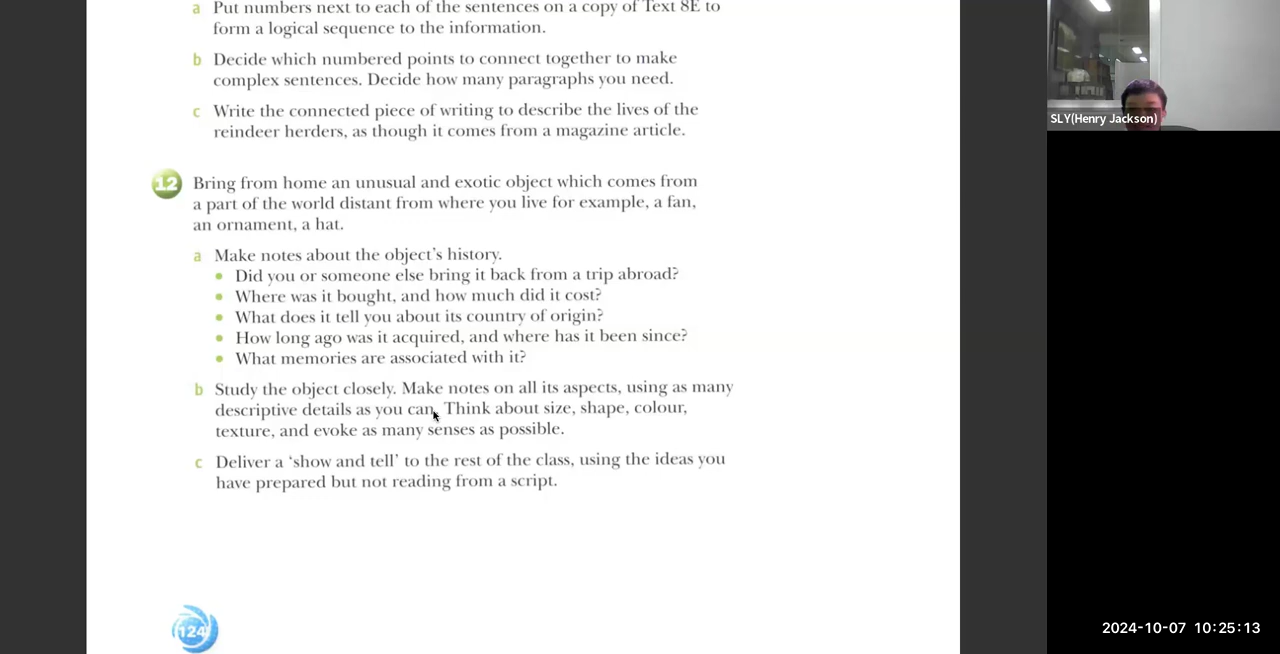 a Put numbers next to each of the sentences on a copy of Text 8E to
form a logical sequence to the information.
b Decide which numbered points to connect together to make
complex sentences. Decide how many paragraphs you need.
c Write the connected piece of writing to describe the lives of the
reindeer herders, as though it comes from a magazine article.
12 Bring from home an unusual and exotic object which comes from
a part of the world distant from where you live for example, a fan,
an ornament, a hat.
a Make notes about the object's history.
• Did you or someone else bring it back from a trip abroad?
• Where was it bought, and how much did it cost?
• What does it tell you about its country of origin?
• How long ago was it acquired, and where has it been since?
• What memories are associated with it?
b Study the object closely. Make notes on all its aspects, using as many
descriptive details as you can. Think about size, shape, colour,
texture, and evoke as many senses as possible.
c Deliver a 'show and tell' to the rest of the class, using the ideas you
have prepared but not reading from a script.
124
SLY(Henry Jackson)
2024-10-07 10:25:13